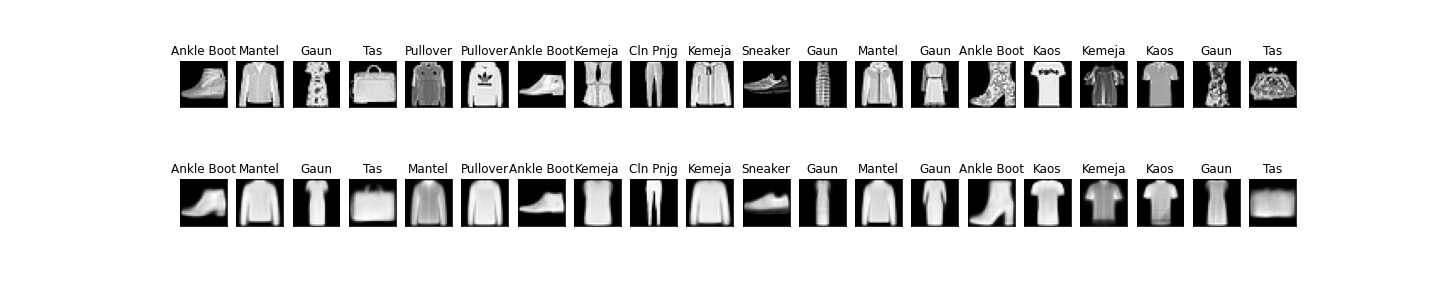 Ankle Boot Mantel Gaun Tas Pullover Pullover Ankle Boot Kemeja Cln Pnjg Kemeja Sneaker Gaun Mantel Gaun Ankle Boot Kaos Kemeja Kaos Gaun Tas
Ankle Boot Mantel Gaun Tas Mantel Pullover Ankle Boot Kemeja Cln Pnjg Kemeja Sneaker Gaun Mantel Gaun Ankle Boot Kaos Kemeja Kaos Gaun Tas